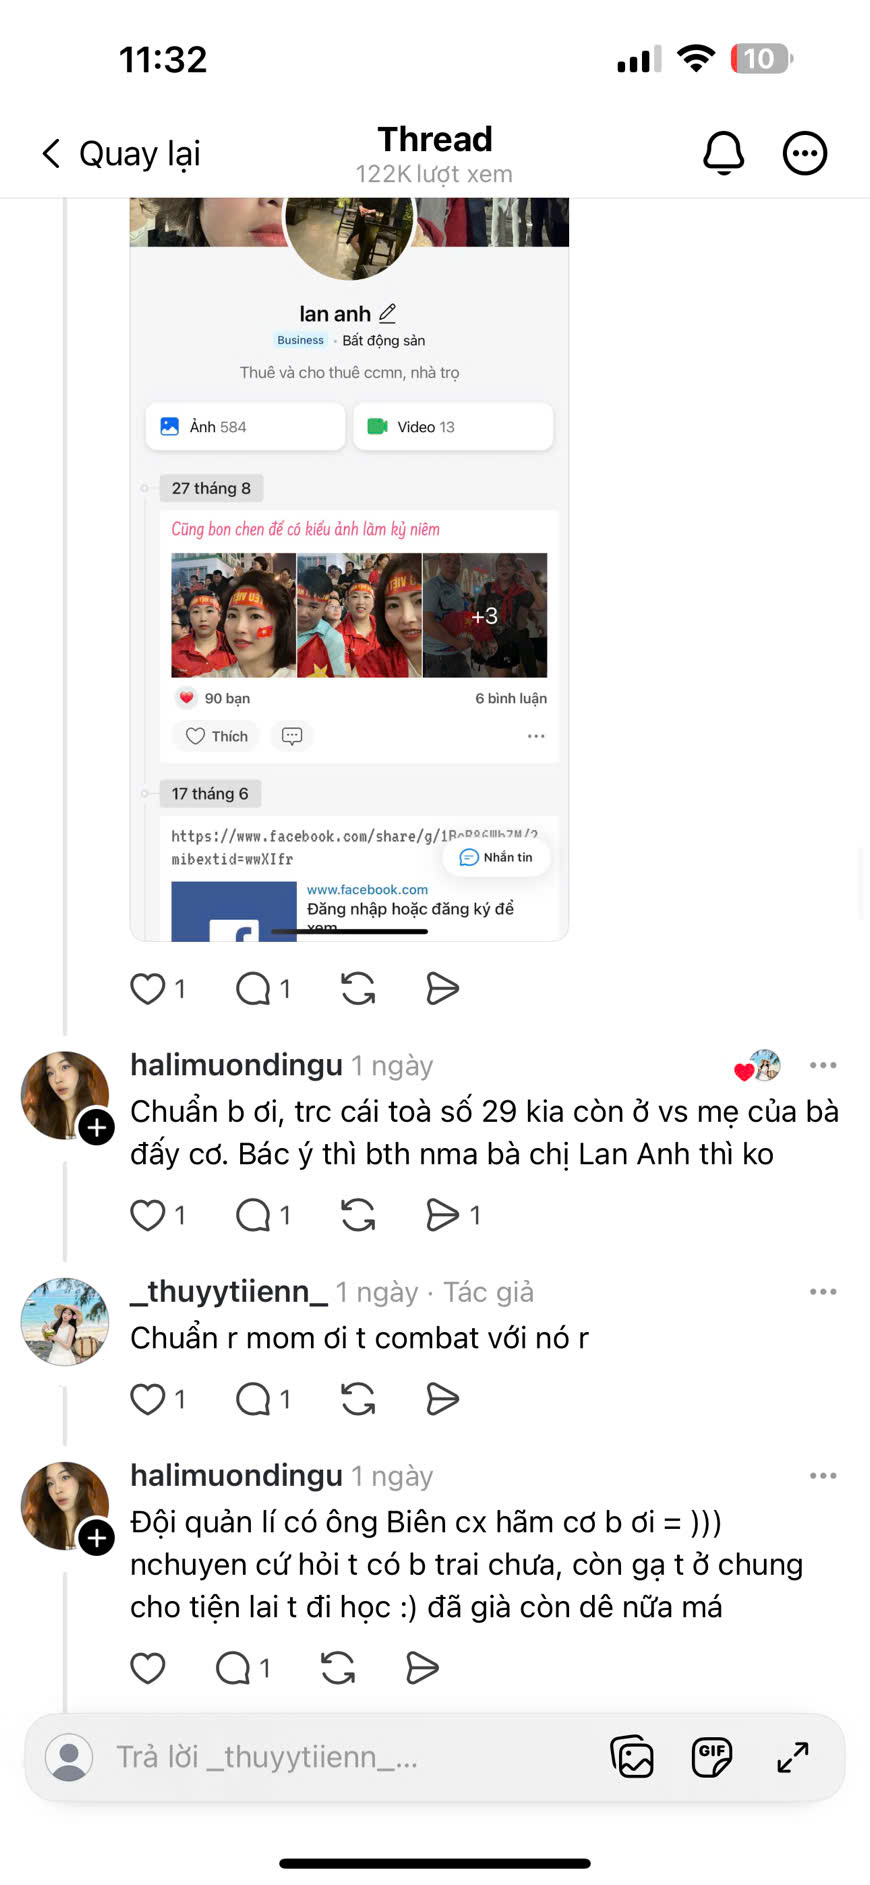 11:32
10
Quay lại
Thread
122K lượt xem
lan anh
Business · Bất động sản
Thuê và cho thuê ccmn, nhà trọ
Ảnh 584
Video 13
27 tháng 8
Cũng bon chen để có kiểu ảnh làm kỷ niêm
+3
90 bạn
6 bình luận
Thích
17 tháng 6
https://www.facebook.com/share/g/
mibextid=wwXIfr
Nhắn tin
www.facebook.com
Đăng nhập hoặc đăng ký để
xem
1
1
halimuondingu 1 ngày
Chuẩn b ơi, trc cái toà số 29 kia còn ở vs mẹ của bà
đấy cơ. Bác ý thì bth nma bà chị Lan Anh thì ko
1
1
1
_thuyytiienn_ 1 ngày · Tác giả
Chuẩn r mom ơi t combat với nó r
1
1
halimuondingu 1 ngày
Đội quản lí có ông Biên cx hãm cơ b ơi = )))
nchuyen cứ hỏi t có b trai chưa, còn gạ t ở chung
cho tiện lai t đi học :) đã già còn dê nữa má
1
Trả lời _thuyytiienn_...
GIF